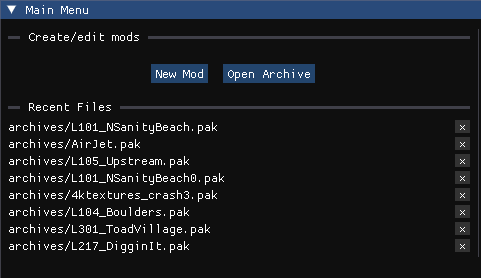 Main Menu
Create/edit mods
New Mod Open Archive
Recent Files
archives/L101_NSanityBeach.pak x
archives/AirJet.pak x
archives/L105_Upstream.pak x
archives/L101_NSanityBeach0.pak x
archives/4ktextures_crash3.pak x
archives/L104_Boulders.pak x
archives/L301_ToadVillage.pak x
archives/L217_DigginIt.pak x